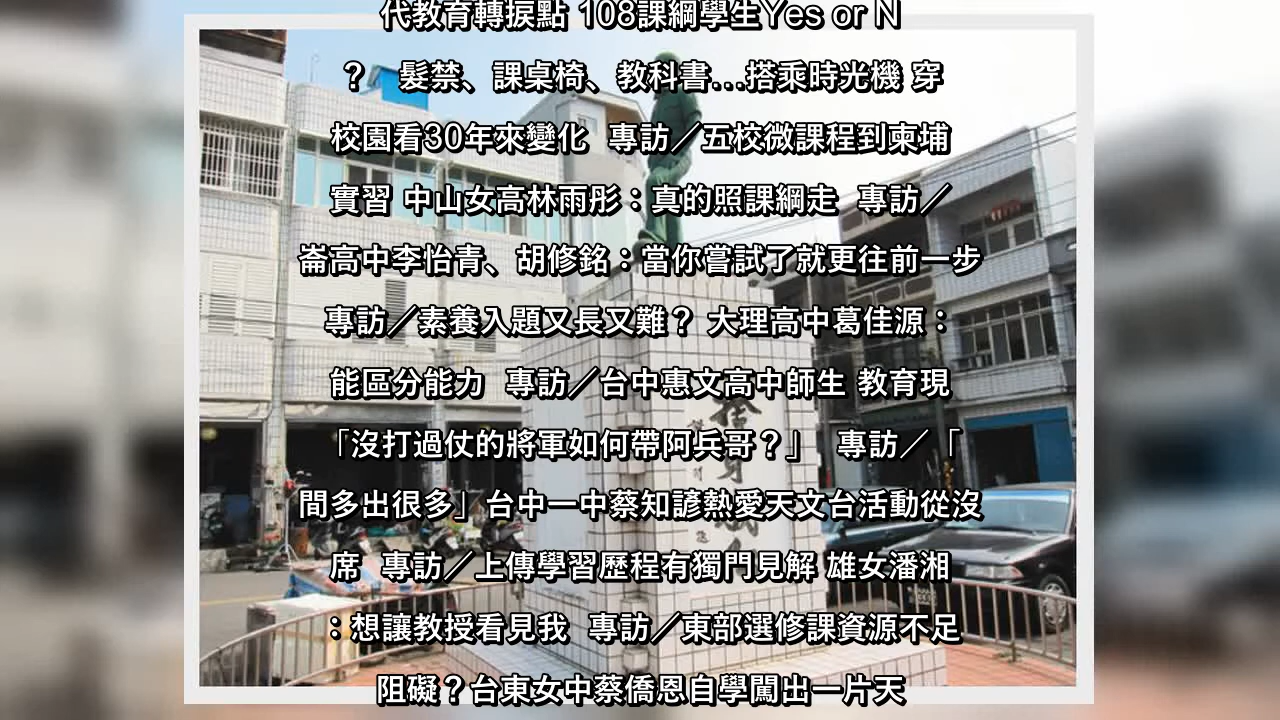 代教育轉捩點 108課綱學生Yes or N
？ 髮禁、課桌椅、教科書...搭乘時光機 穿
校園看30年來變化 專訪／五校微課程到柬埔
實習 中山女高林雨彤：真的照課綱走 專訪／
崙高中李怡青、胡修銘：當你嘗試了就更往前一步
專訪／素養入題又長又難？ 大理高中葛佳源：
能區分能力 專訪／台中惠文高中師生 教育現
「沒打過仗的將軍如何帶阿兵哥？」 專訪／「
間多出很多」台中一中蔡知諺熱愛天文台活動從沒
席 專訪／上傳學習歷程有獨門見解 雄女潘湘
：想讓教授看見我 專訪／東部選修課資源不足
阻礙？台東女中蔡僑恩自學闖出一片天